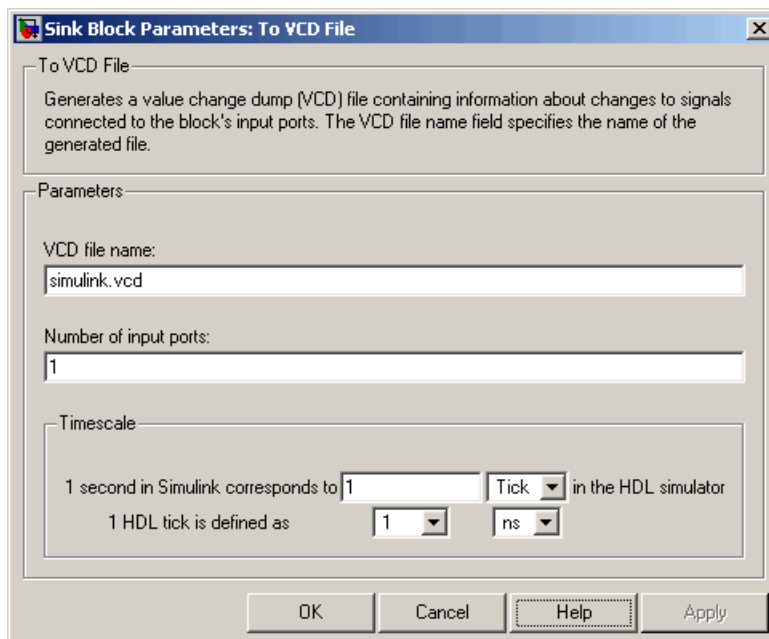 Sink Block Parameters: To VCD File
To VCD File
Generates a value change dump (VCD) file containing information about changes to signals
connected to the block's input ports. The VCD file name field specifies the name of the
generated file.
Parameters
VCD file name:
simulink.vcd
Number of input ports:
1
Timescale
1 second in Simulink corresponds to 1 Tick in the HDL simulator
1 HDL tick is defined as 1 ns
OK Cancel Help Apply